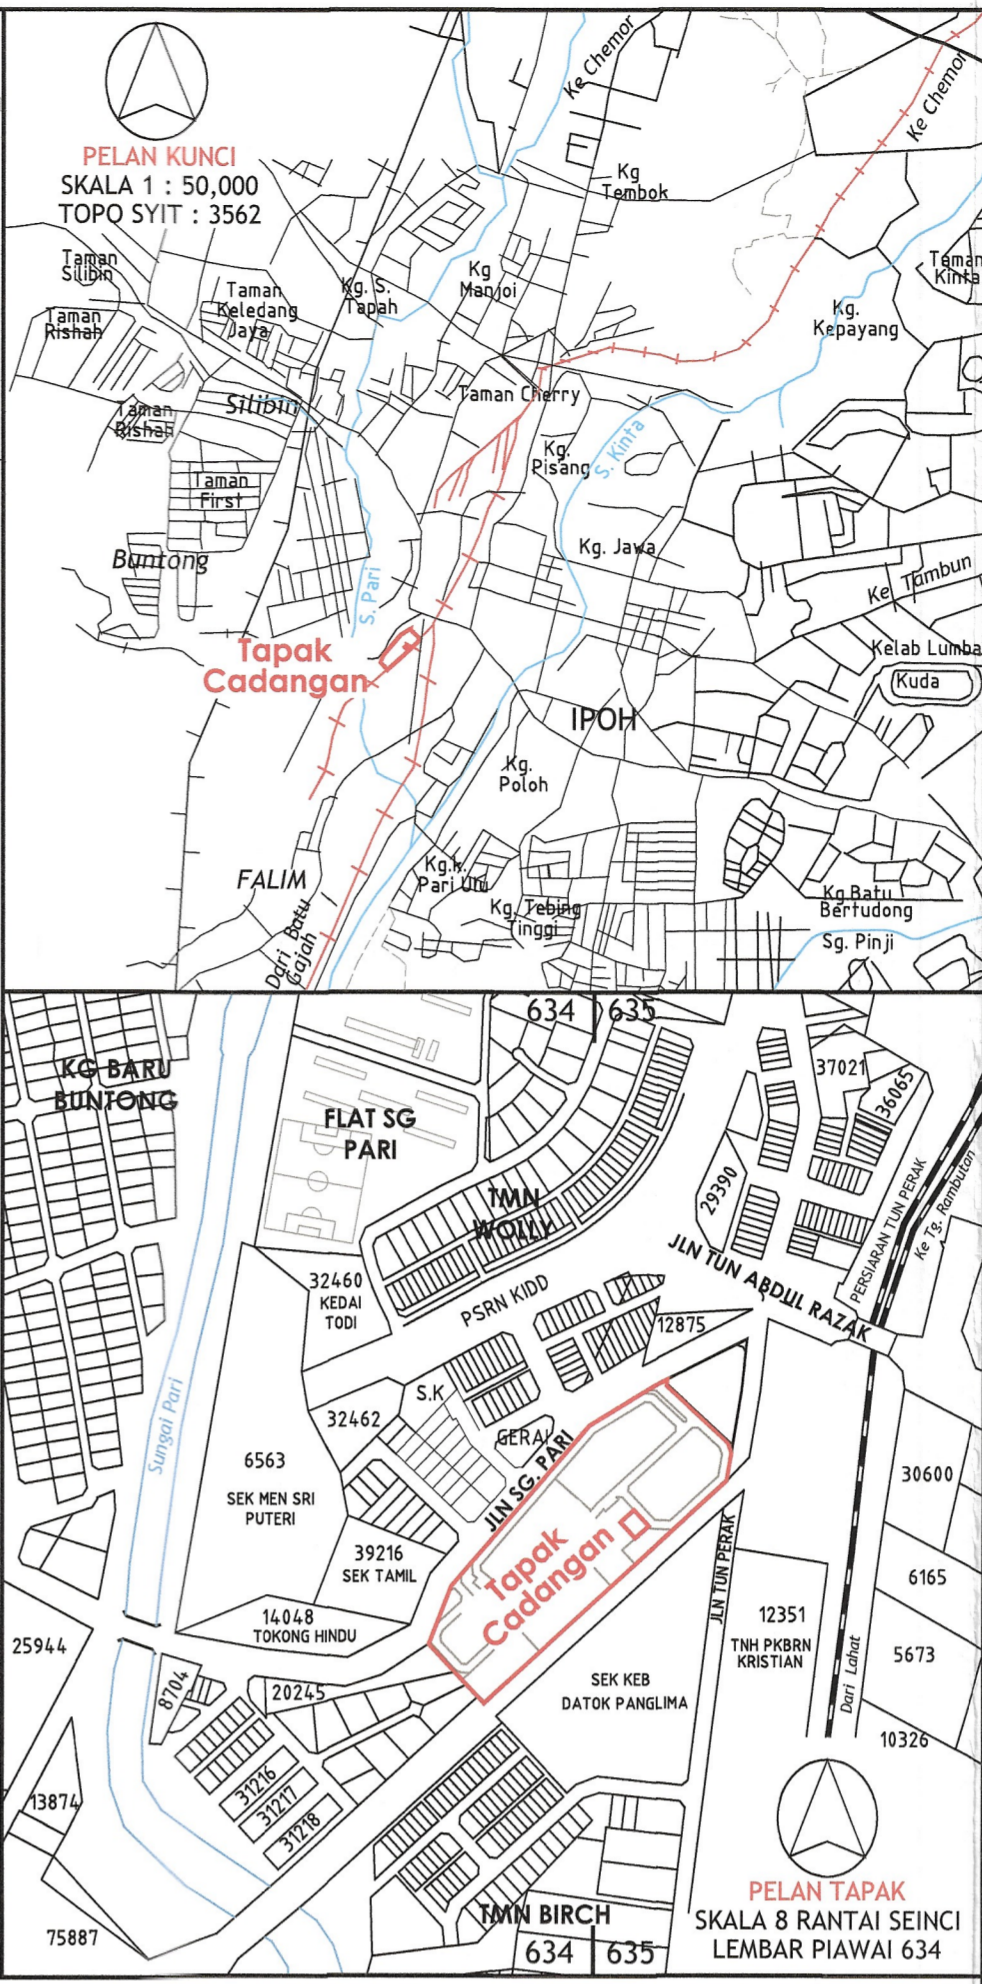 PELAN KUNCI
SKALA 1 : 50,000
TOPO SYIT : 3562
Ke Chemor
Ke Chemor
Kg
Tembok
Taman
Silibin
Taman
Keledang
Jaya
Kg. S.
Tapah
Kg
Manjoi
Taman
Kinta
Kg.
Kepayang
Taman
Rishah
Taman
Rishah
Silibin
Taman Cherry
S. Kinta
Kg.
Pisang
Taman
First
Buntong
Kg. Jawa
S. Pari
Ke Tambun
Tapak
Cadangan
Kelab Lumba
Kuda
IPOH
Kg.
Poloh
FALIM
Kg.k.
Pari Ulu
Kg. Tebing
Tinggi
Kg Batu
Bertudong
Sg. Pinji
Dari Batu
Gajah
634 635
KG BARU
BUNTONG
FLAT SG
PARI
37021
36065
TMN
WOLLY
29390
PERSIARAN TUN PERAK
Ke Tg. Rambutan
JLN TUN ABDUL RAZAK
32460
KEDAI
TODI
PSRN KIDD
12875
S.K
32462
GERAI
JLN SG. PARI
Sungai Pari
6563
SEK MEN SRI
PUTERI
30600
39216
SEK TAMIL
Tapak
Cadangan
JLN TUN PERAK
6165
14048
TOKONG HINDU
12351
TNH PKBRN
KRISTIAN
25944
5673
8704
20245
SEK KEB
DATOK PANGLIMA
Dari Lahat
10326
31216
31217
31218
13874
PELAN TAPAK
SKALA 8 RANTAI SEINCI
LEMBAR PIAWAI 634
75887
TMN BIRCH
634 635